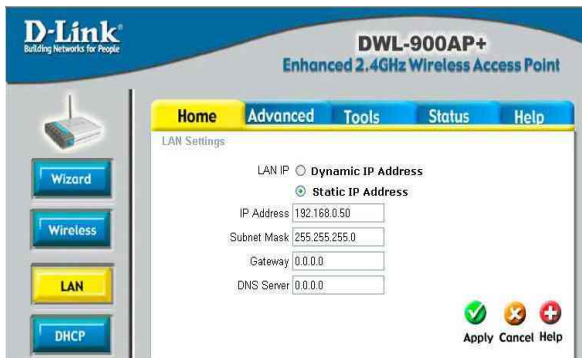 D-Link
Building Networks for People
DWL-900AP+
Enhanced 2.4GHz Wireless Access Point
Home Advanced Tools Status Help
LAN Settings
Wizard
Wireless
LAN
DHCP
LAN IP Dynamic IP Address
Static IP Address
IP Address 192.168.0.50
Subnet Mask 255.255.255.0
Gateway 0.0.0.0
DNS Server 0.0.0.0
Apply Cancel Help